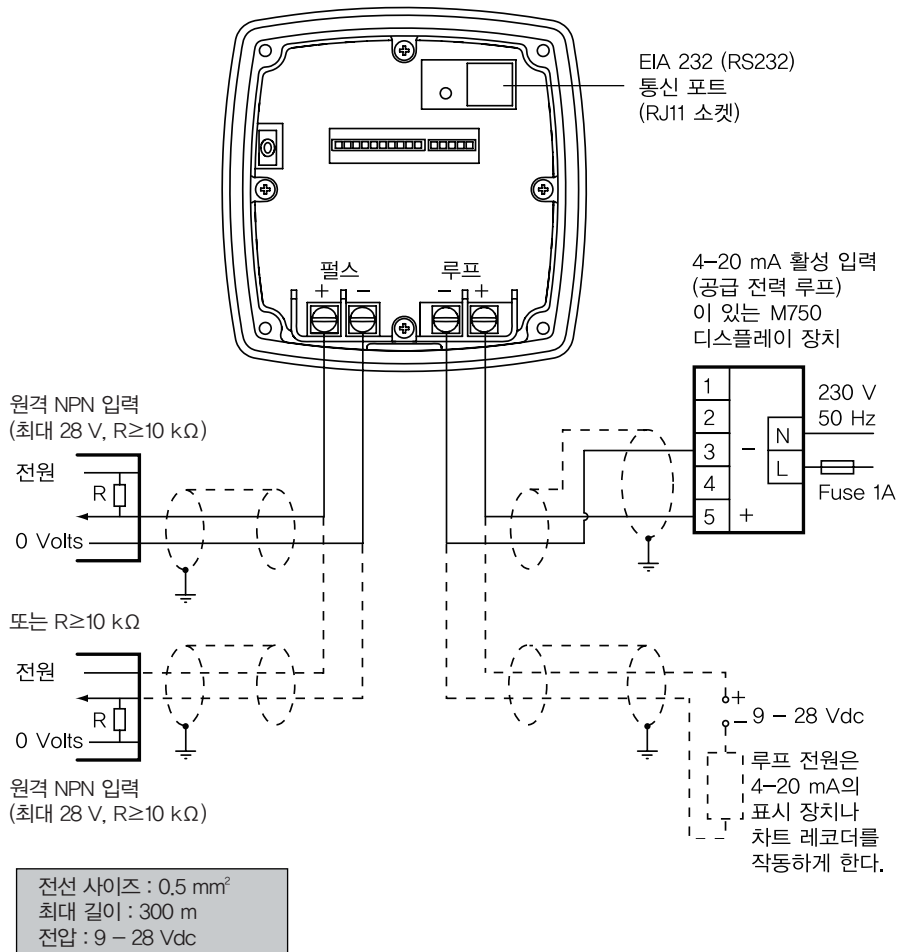 EIA 232 (RS232)
통신 포트
(RJ11 소켓)
펄스
+ −
루프
− +
4−20 mA 활성 입력
(공급 전력 루프)
이 있는 M750
디스플레이 장치
1
2
3 −
4
5 +
N
L
230 V
50 Hz
Fuse 1A
원격 NPN 입력
(최대 28 V, R≥10 kΩ)
전원
R
0 Volts
또는 R≥10 kΩ
전원
R
0 Volts
원격 NPN 입력
(최대 28 V, R≥10 kΩ)
+
− 9 − 28 Vdc
루프 전원은
4−20 mA의
표시 장치나
차트 레코더를
작동하게 한다.
전선 사이즈 : 0.5 mm²
최대 길이 : 300 m
전압 : 9 − 28 Vdc